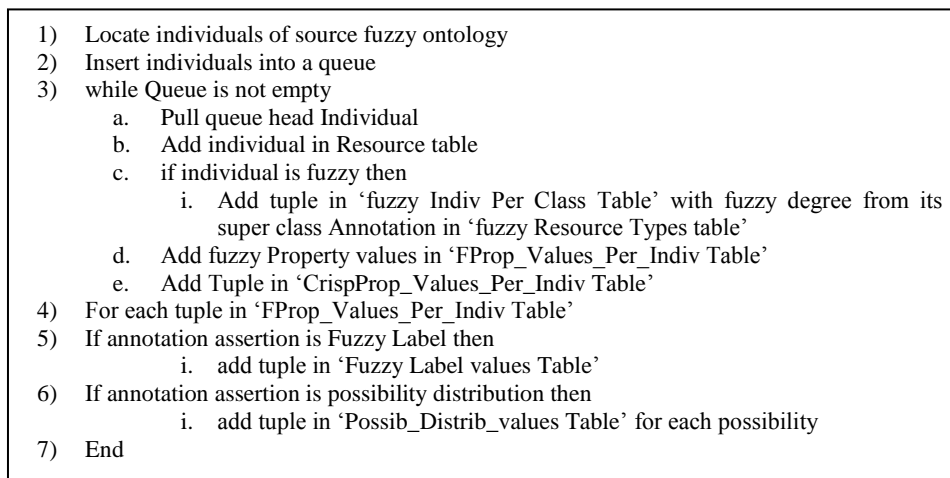 1) Locate individuals of source fuzzy ontology
2) Insert individuals into a queue
3) while Queue is not empty
a. Pull queue head Individual
b. Add individual in Resource table
c. if individual is fuzzy then
i. Add tuple in ‘fuzzy Indiv Per Class Table’ with fuzzy degree from its
super class Annotation in ‘fuzzy Resource Types table’
d. Add fuzzy Property values in ‘FProp_Values_Per_Indiv Table’
e. Add Tuple in ‘CrispProp_Values_Per_Indiv Table’
4) For each tuple in ‘FProp_Values_Per_Indiv Table’
5) If annotation assertion is Fuzzy Label then
i. add tuple in ‘Fuzzy Label values Table’
6) If annotation assertion is possibility distribution then
i. add tuple in ‘Possib_Distrib_values Table’ for each possibility
7) End